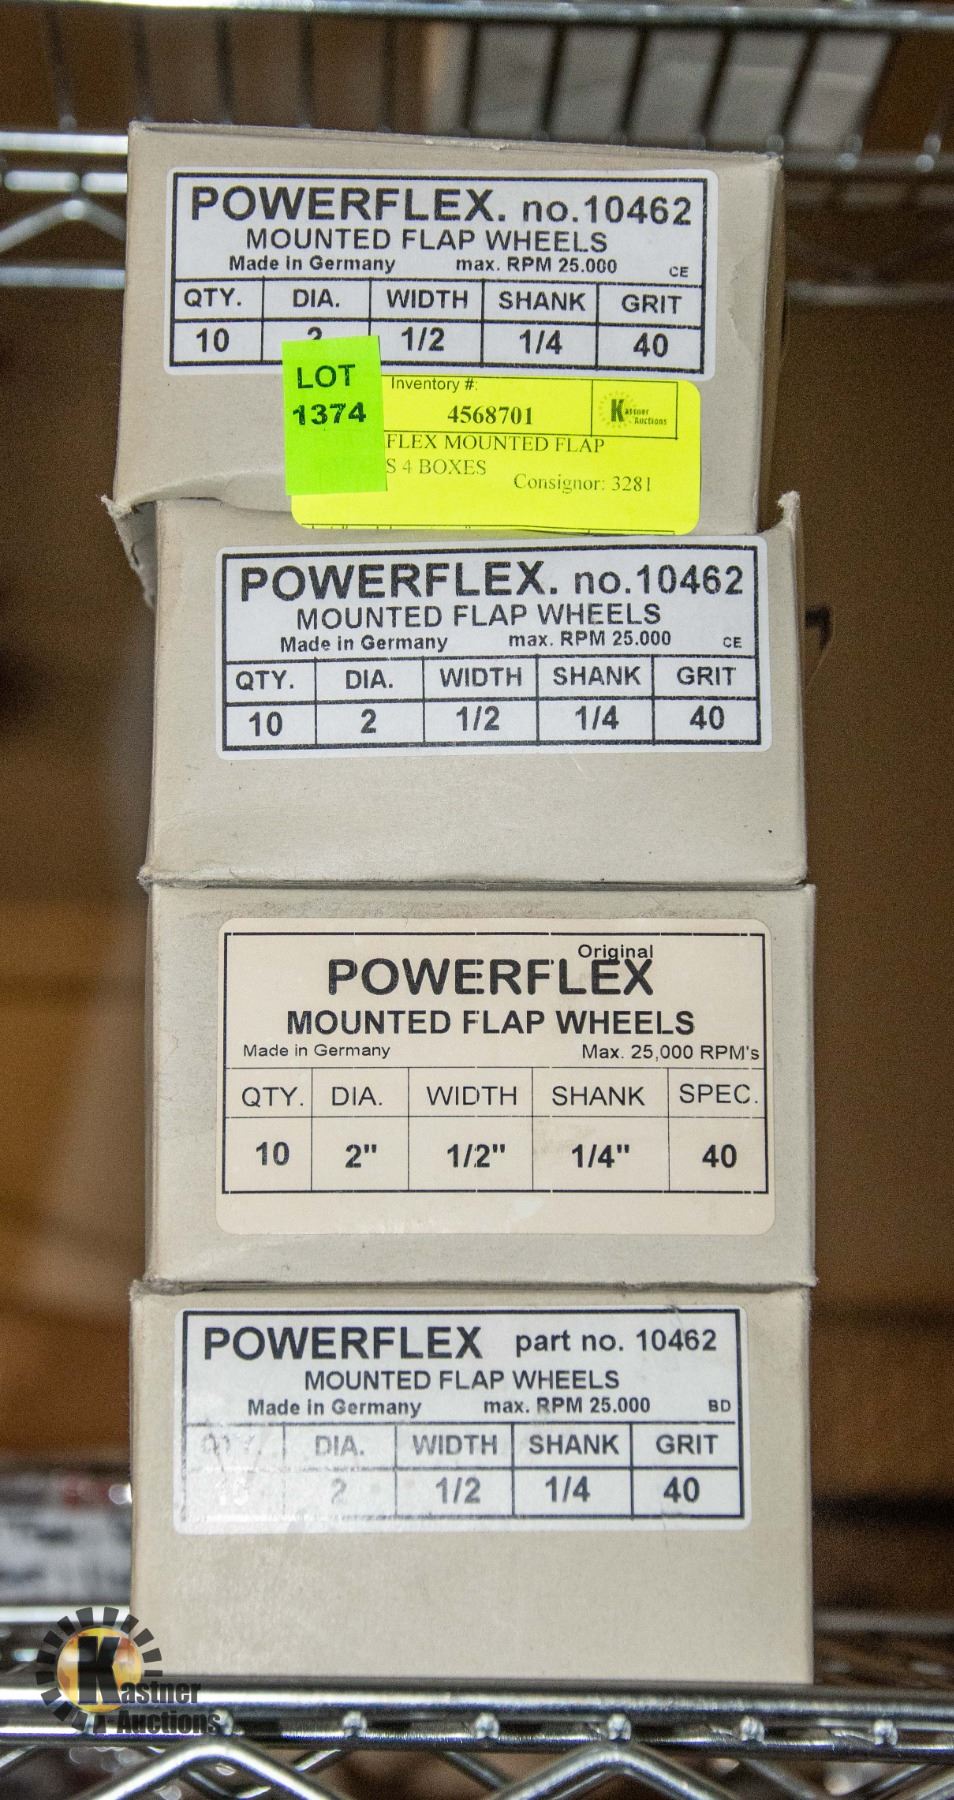 POWERFLEX. no.10462
MOUNTED FLAP WHEELS
Made in Germany max. RPM 25.000 CE
QTY. DIA. WIDTH SHANK GRIT
10 2 1/2 1/4 40
LOT
1374
Inventory #:
4568701
Kastner
Auctions
FLEX MOUNTED FLAP
S 4 BOXES
Consignor: 3281
POWERFLEX. no.10462
MOUNTED FLAP WHEELS
Made in Germany max. RPM 25.000 CE
QTY. DIA. WIDTH SHANK GRIT
10 2 1/2 1/4 40
Original
POWERFLEX
MOUNTED FLAP WHEELS
Made in Germany Max. 25,000 RPM's
QTY. DIA. WIDTH SHANK SPEC.
10 2" 1/2" 1/4" 40
POWERFLEX part no. 10462
MOUNTED FLAP WHEELS
Made in Germany max. RPM 25.000 BD
QTY. DIA. WIDTH SHANK GRIT
10 2 1/2 1/4 40
Kastner
Auctions